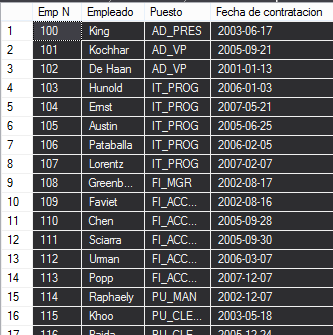 Emp N Empleado Puesto Fecha de contratacion
1 100 King AD_PRES 2003-06-17
2 101 Kochhar AD_VP 2005-09-21
3 102 De Haan AD_VP 2001-01-13
4 103 Hunold IT_PROG 2006-01-03
5 104 Ernst IT_PROG 2007-05-21
6 105 Austin IT_PROG 2005-06-25
7 106 Pataballa IT_PROG 2006-02-05
8 107 Lorentz IT_PROG 2007-02-07
9 108 Greenb... FI_MGR 2002-08-17
10 109 Faviet FI_ACC... 2002-08-16
11 110 Chen FI_ACC... 2005-09-28
12 111 Sciarra FI_ACC... 2005-09-30
13 112 Urman FI_ACC... 2006-03-07
14 113 Popp FI_ACC... 2007-12-07
15 114 Raphaely PU_MAN 2002-12-07
16 115 Khoo PU_CLE... 2003-05-18
17 116 Baida PU_CLE... 2005-12-24